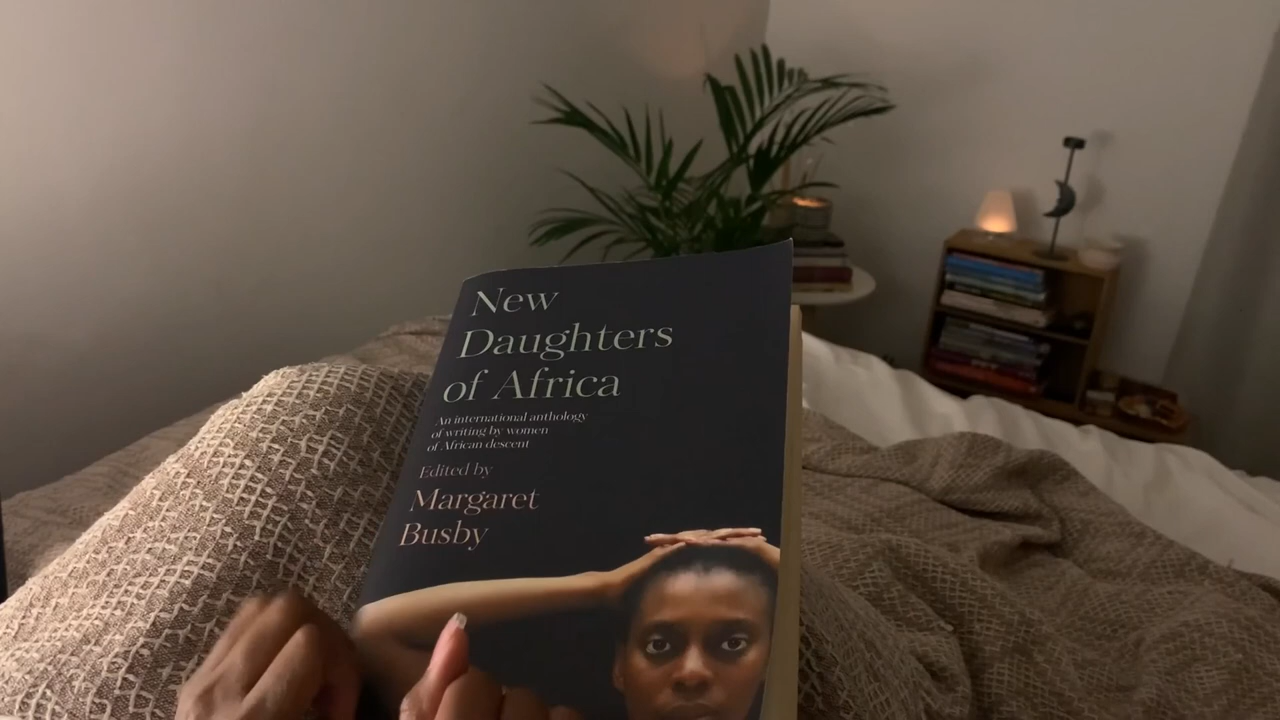 New
Daughters
of Africa
An international anthology
of writing by women
of African descent
Edited by
Margaret
Busby